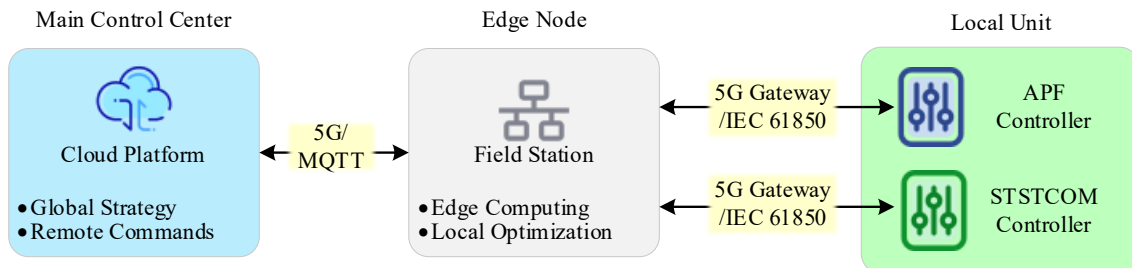 Main Control Center
Edge Node
Local Unit
Cloud Platform
• Global Strategy
• Remote Commands
5G/
MQTT
Field Station
• Edge Computing
• Local Optimization
5G Gateway
/IEC 61850
5G Gateway
/IEC 61850
APF
Controller
STSTCOM
Controller